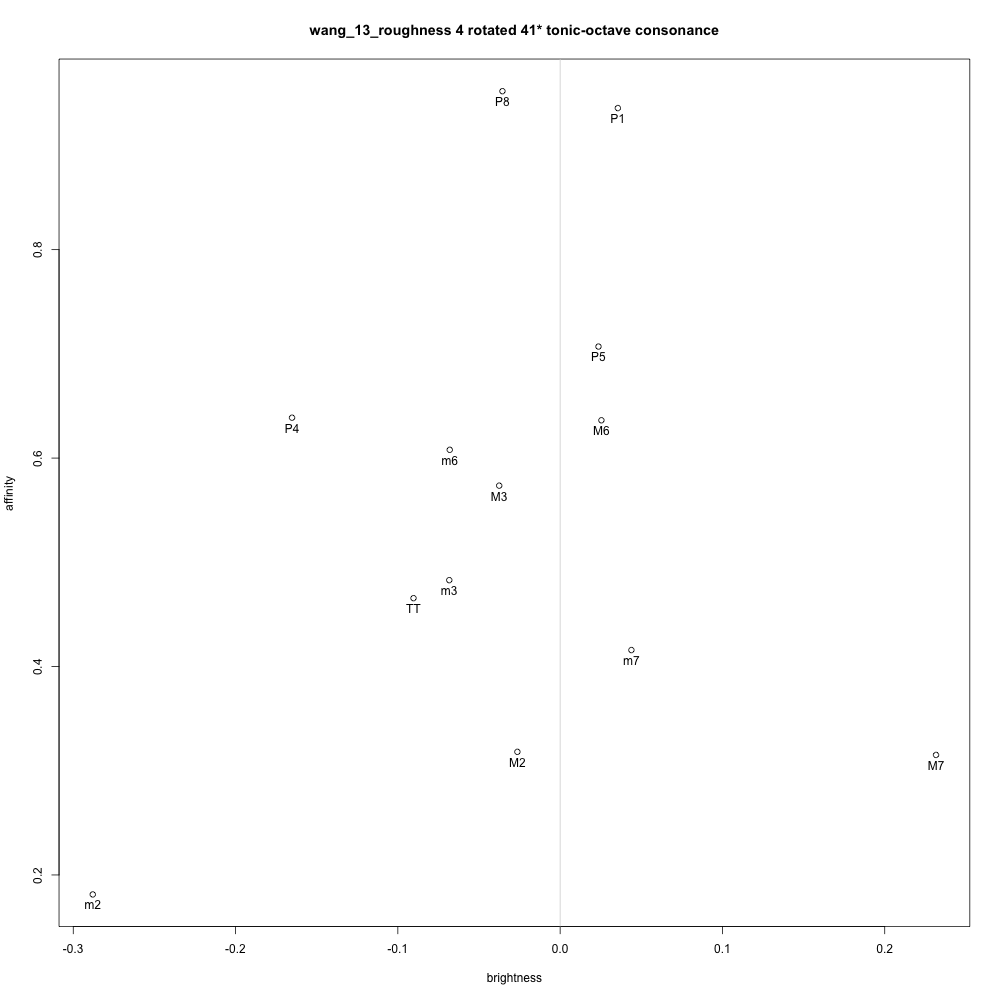 wang_13_roughness 4 rotated 41* tonic-octave consonance
P8
P1
0.8
P5
P4
M6
0.6
m6
affinity
M3
m3
TT
0.4
m7
M2
M7
0.2
m2
-0.3 -0.2 -0.1 0.0 0.1 0.2
brightness